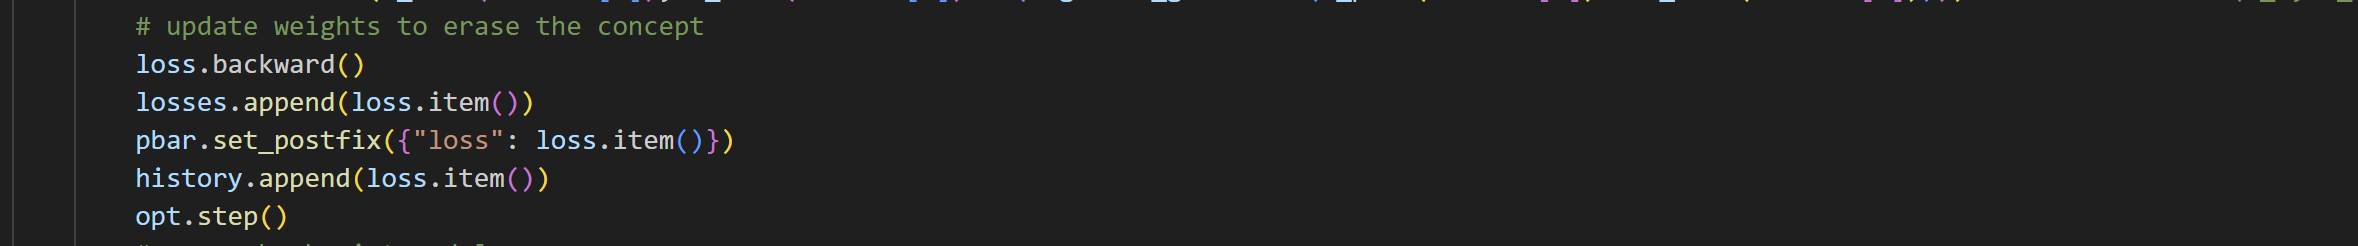 # update weights to erase the concept
loss.backward()
losses.append(loss.item())
pbar.set_postfix({"loss": loss.item()})
history.append(loss.item())
opt.step()